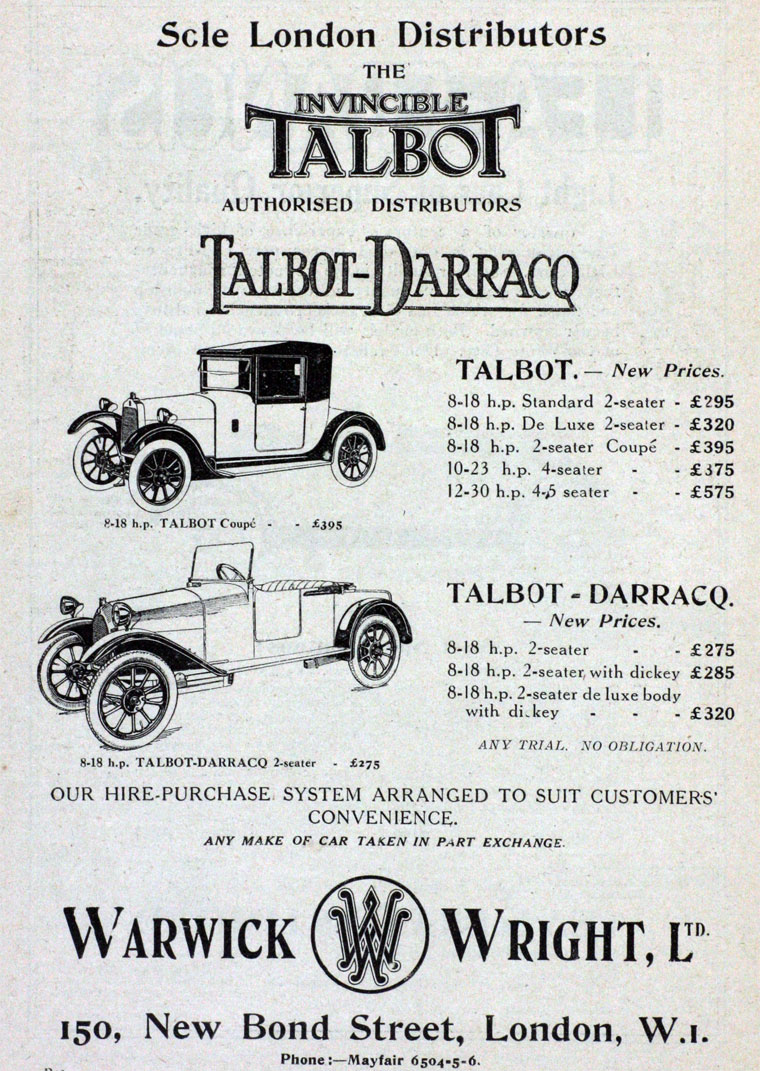 Scle London Distributors
THE
INVINCIBLE
TALBOT
AUTHORISED DISTRIBUTORS
TALBOT-DARRACQ
TALBOT. — New Prices.
8-18 h.p. Standard 2-seater - £295
8-18 h.p. De Luxe 2-seater - £320
8-18 h.p. 2-seater Coupé - £395
10-23 h.p. 4-seater - - £375
12-30 h.p. 4-5 seater - - £575
8-18 h.p. TALBOT Coupé - - £395
TALBOT - DARRACQ.
— New Prices.
8-18 h.p. 2-seater - - £275
8-18 h.p. 2-seater, with dickey £285
8-18 h.p. 2-seater de luxe body
with dickey - - - £320
ANY TRIAL. NO OBLIGATION.
8-18 h.p. TALBOT-DARRACQ 2-seater - £275
OUR HIRE-PURCHASE SYSTEM ARRANGED TO SUIT CUSTOMERS'
CONVENIENCE.
ANY MAKE OF CAR TAKEN IN PART EXCHANGE.
WARWICK WW WRIGHT, LTD.
150, New Bond Street, London, W.1.
Phone:—Mayfair 6504-5-6.